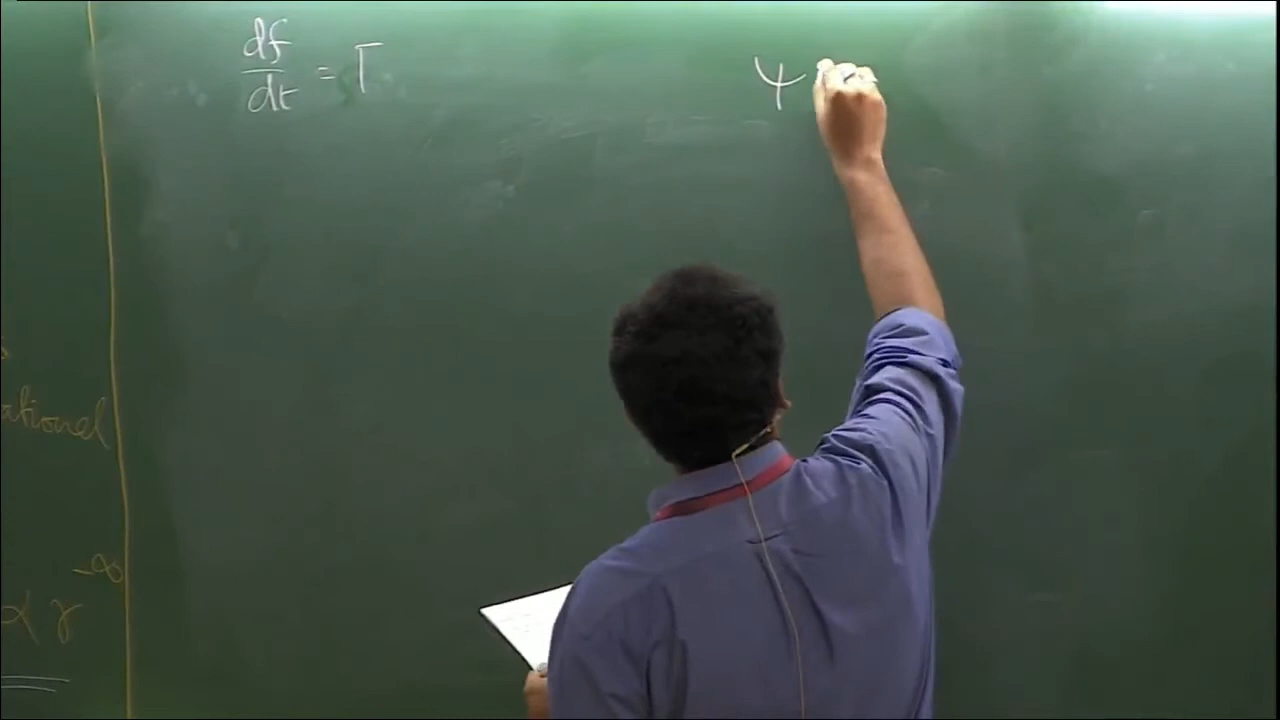 ational
α γ^-∞
df/dt = Γ
ψ